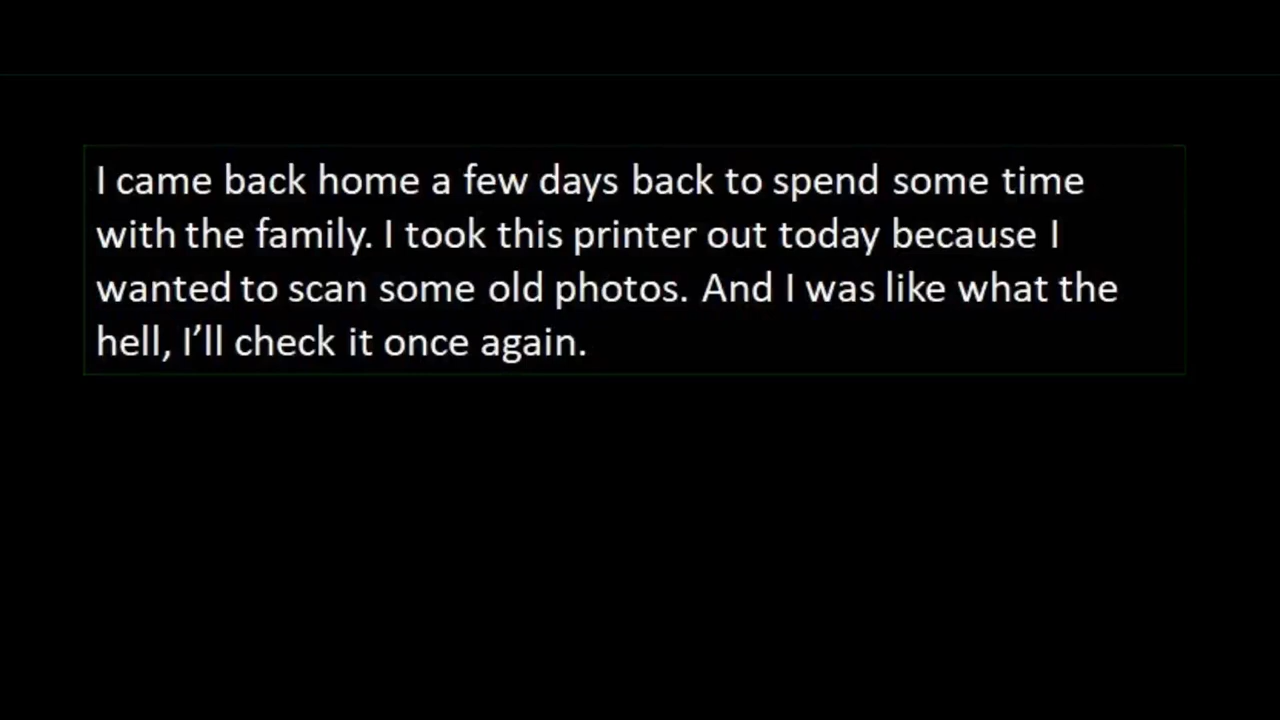 I came back home a few days back to spend some time
with the family. I took this printer out today because I
wanted to scan some old photos. And I was like what the
hell, I’ll check it once again.